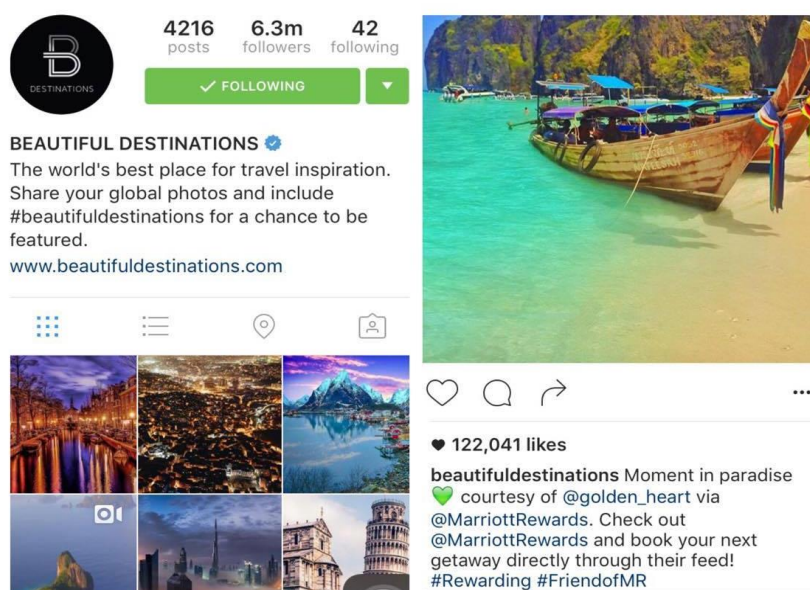 B
DESTINATIONS
4216 6.3m 42
posts followers following
FOLLOWING
BEAUTIFUL DESTINATIONS
The world's best place for travel inspiration.
Share your global photos and include
#beautifuldestinations for a chance to be
featured.
www.beautifuldestinations.com
122,041 likes
beautifuldestinations Moment in paradise
💚 courtesy of @golden_heart via
@MarriottRewards. Check out
@MarriottRewards and book your next
getaway directly through their feed!
#Rewarding #FriendofMR